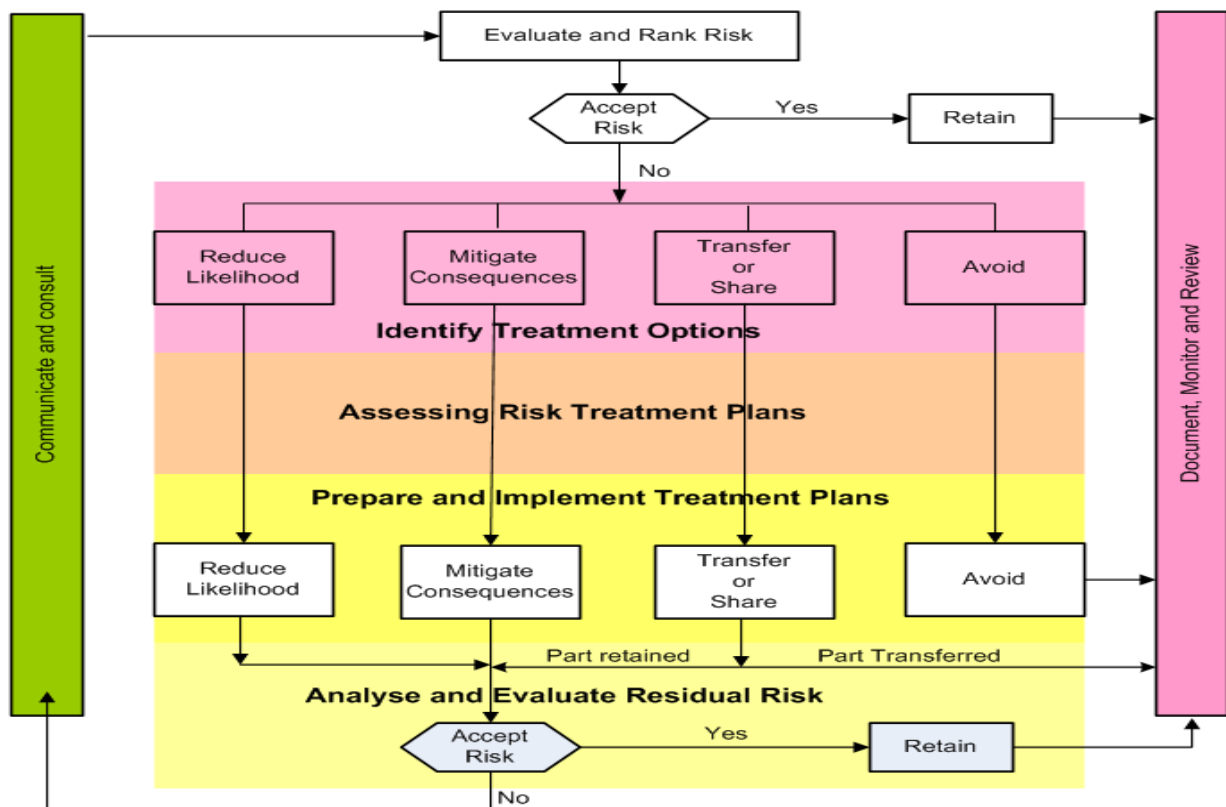 Communicate and consult
Evaluate and Rank Risk
Document, Monitor and Review
Accept
Risk
Yes
Retain
No
Reduce
Likelihood
Mitigate
Consequences
Transfer
or
Share
Avoid
Identify Treatment Options
Assessing Risk Treatment Plans
Prepare and Implement Treatment Plans
Reduce
Likelihood
Mitigate
Consequences
Transfer
or
Share
Avoid
Part retained
Part Transferred
Analyse and Evaluate Residual Risk
Accept
Risk
Yes
Retain
No